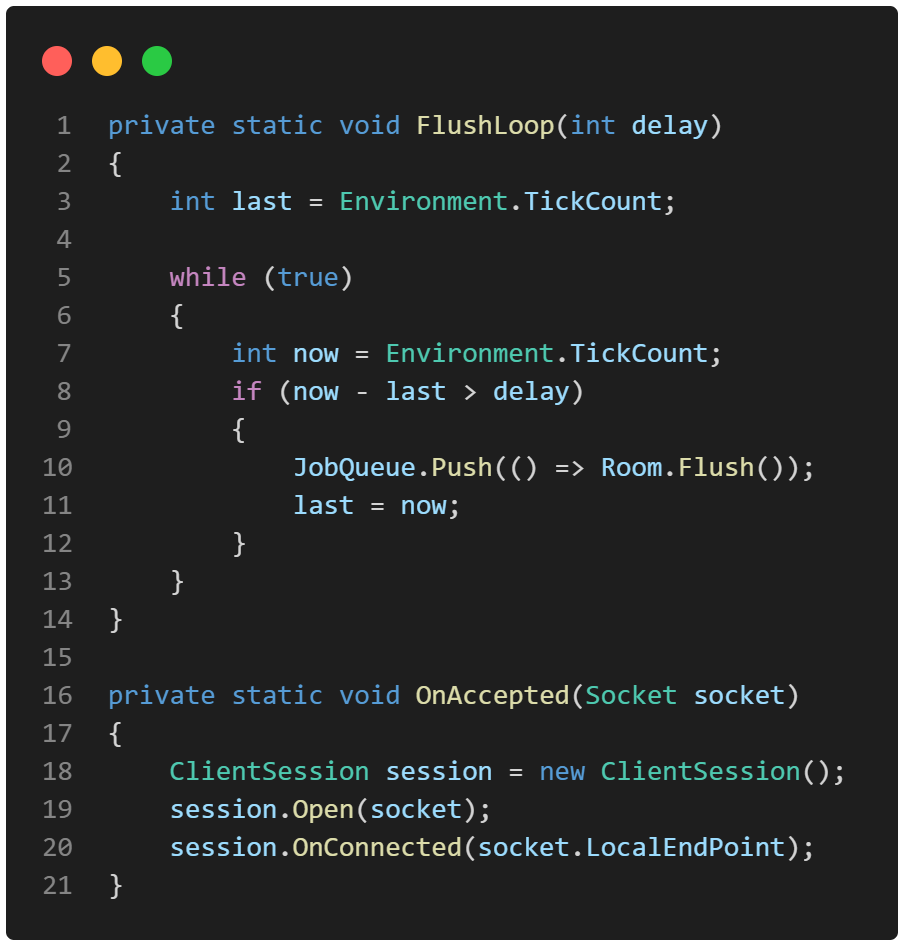 1 private static void FlushLoop(int delay)
2 {
3     int last = Environment.TickCount;
4
5     while (true)
6     {
7         int now = Environment.TickCount;
8         if (now - last > delay)
9         {
10             JobQueue.Push(() => Room.Flush());
11             last = now;
12         }
13     }
14 }
15
16 private static void OnAccepted(Socket socket)
17 {
18     ClientSession session = new ClientSession();
19     session.Open(socket);
20     session.OnConnected(socket.LocalEndPoint);
21 }